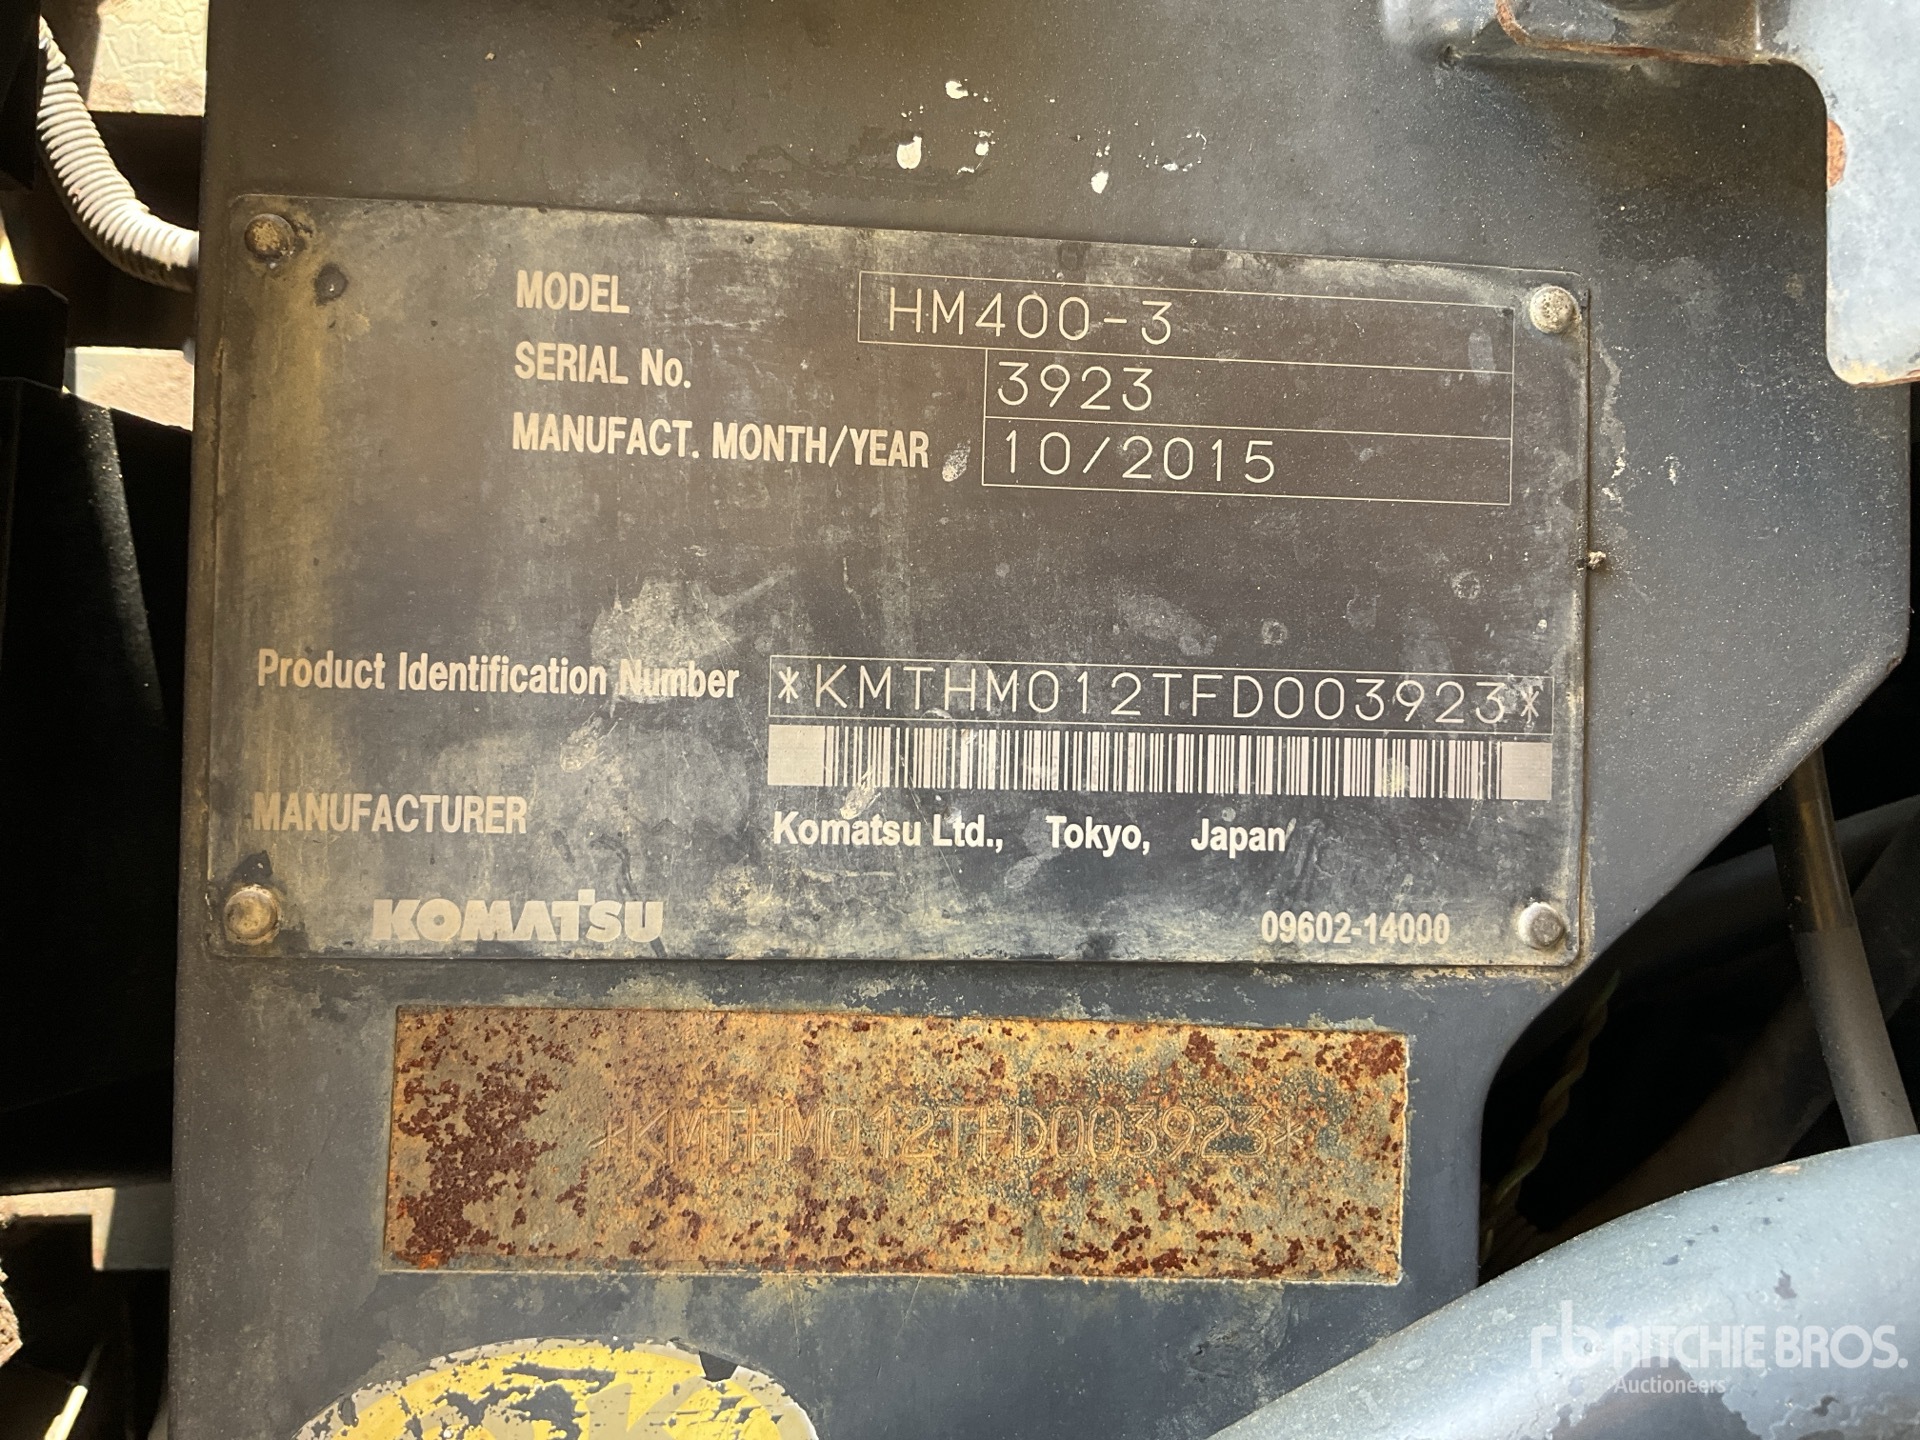 MODEL HM400-3
SERIAL No. 3923
MANUFACT. MONTH/YEAR 10/2015
Product Identification Number *KMTHM012TFD003923*
MANUFACTURER Komatsu Ltd., Tokyo, Japan
KOMATSU 09602-14000
*KMTHM012TFD003923*
rb RITCHIE BROS.
Auctioneers